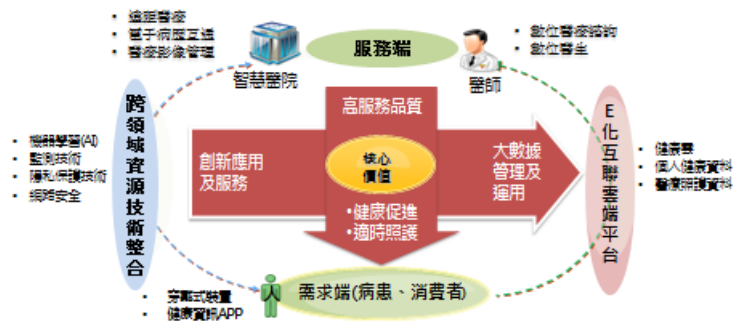 • 遠距醫療
• 電子病歷互通
• 醫療影像管理
智慧醫院
服務端
醫師
• 數位醫療諮詢
• 數位醫生
跨領域資源技術整合
• 機器學習(AI)
• 監測技術
• 隱私保護技術
• 網路安全
高服務品質
創新應用
及服務
核心
價值
大數據
管理及
運用
•健康促進
•適時照護
E化互聯雲端平台
• 健康雲
• 個人健康資料
• 醫療照護資料
• 穿戴式裝置
• 健康資訊APP
需求端(病患、消費者)